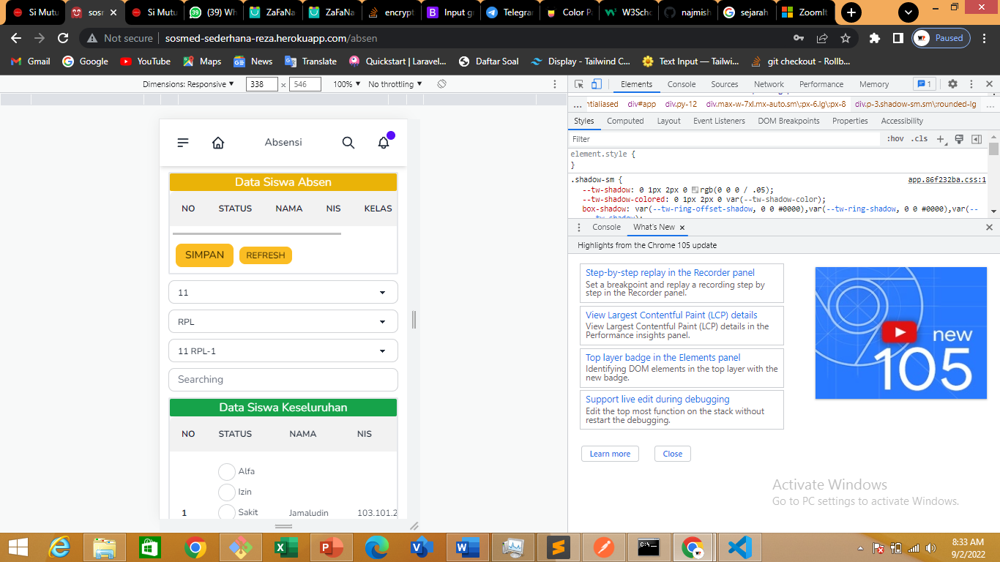 Si Mutu
sosm
Si Mutu
(39) Wh
ZaFaNa
ZaFaNa
encrypt
Input gr
Telegran
Color Pa
W3Scho
najmish
sejarah
ZoomIt
Not secure sosmed-sederhana-reza.herokuapp.com/absen
Paused
Gmail Google YouTube Maps News Translate Quickstart | Laravel... Daftar Soal Display - Tailwind C... Text Input — Tailwi... git checkout - Rollb...
Dimensions: Responsive 338 × 546 100% No throttling
Elements Console Sources Network Performance Memory 1
... ntialiased div#app div.py-12 div.max-w-7xl.mx-auto.sm\:px-6.lg\:px-8 div.p-3.shadow-sm.sm\:rounded-lg ...
Styles Computed Layout Event Listeners DOM Breakpoints Properties Accessibility
Filter :hov .cls
element.style {
}
.shadow-sm { app.86f232ba.css:1
--tw-shadow: 0 1px 2px 0 rgb(0 0 0 / .05);
--tw-shadow-colored: 0 1px 2px 0 var(--tw-shadow-color);
box-shadow: var(--tw-ring-offset-shadow, 0 0 #0000),var(--tw-ring-shadow, 0 0 #0000),var(--
tw-shadow);
Absensi
Data Siswa Absen
NO STATUS NAMA NIS KELAS
SIMPAN REFRESH
11
RPL
11 RPL-1
Searching
Data Siswa Keseluruhan
NO STATUS NAMA NIS
Alfa
Izin
1 Sakit Jamaludin 103.101.2
Console What's New
Highlights from the Chrome 105 update
Step-by-step replay in the Recorder panel
Set a breakpoint and replay a recording step by
step in the Recorder panel.
View Largest Contentful Paint (LCP) details
View Largest Contentful Paint (LCP) details in the
Performance insights panel.
Top layer badge in the Elements panel
Identifying DOM elements in the top layer with the
new badge.
Support live edit during debugging
Edit the top most function on the stack without
restart the debugging.
Learn more Close
new
105
Activate Windows
Go to PC settings to activate Windows.
8:33 AM
9/2/2022